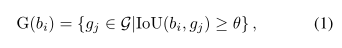 G(b_i) = {g_j ∈ 𝒢|IoU(b_i, g_j) ≥ θ} , (1)